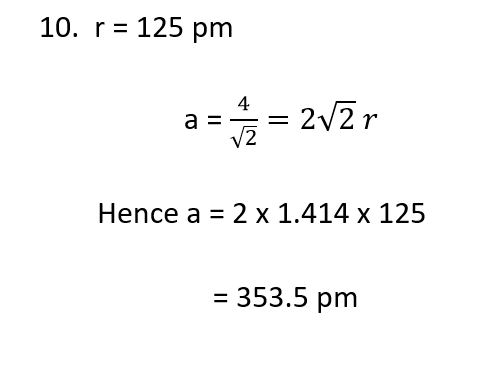 10. r = 125 pm
a = 4/√2 = 2√2 r
Hence a = 2 x 1.414 x 125
= 353.5 pm